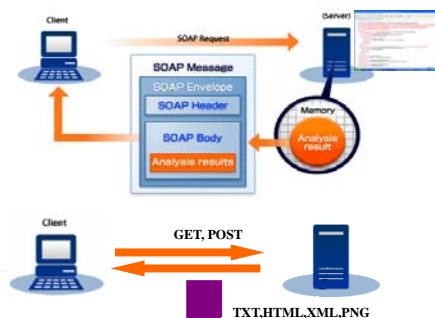 Client
(Server)
SOAP Request
SOAP Message
SOAP Envelope
SOAP Header
SOAP Body
Analysis results
Memory
Analysis
result
Client
GET, POST
TXT,HTML,XML,PNG